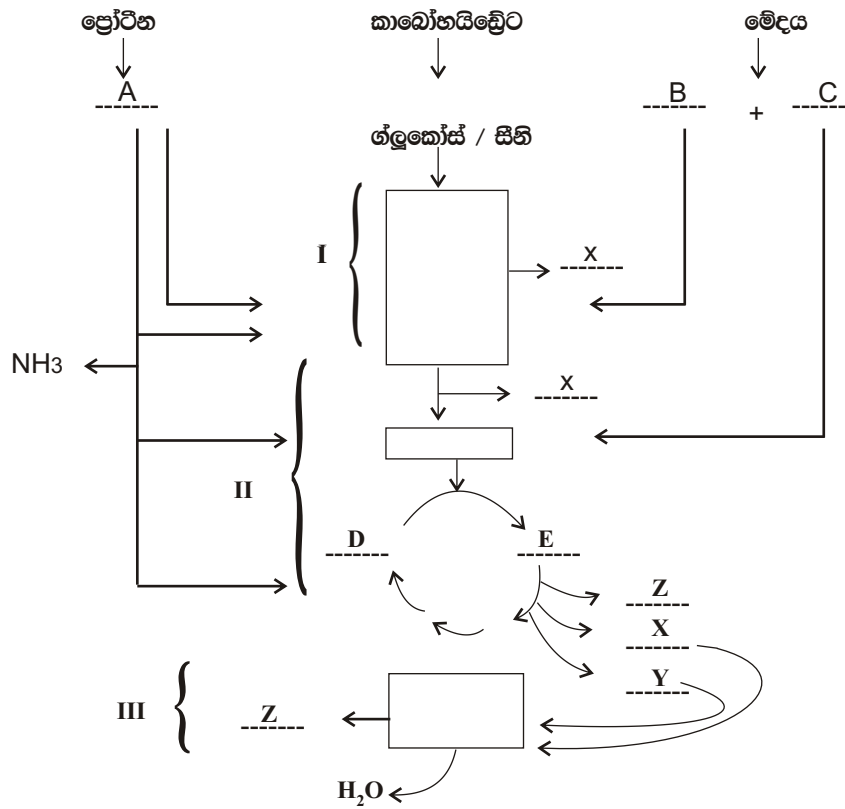 ප්‍රෝටීන කාබෝහයිඩ්‍රේට මේදය
A B + C
ග්ලූකෝස් / සීනි
I x
NH3 x
II
D E
Z
X
Y
III Z
H2O